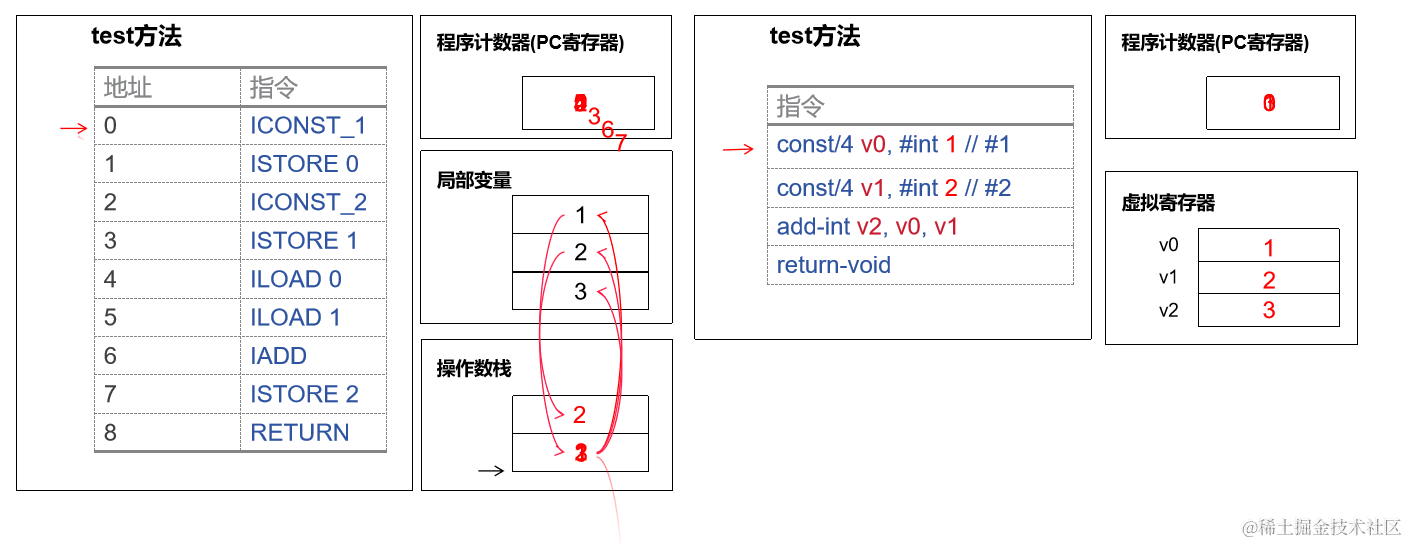 test方法
地址 指令
0 ICONST_1
1 ISTORE 0
2 ICONST_2
3 ISTORE 1
4 ILOAD 0
5 ILOAD 1
6 IADD
7 ISTORE 2
8 RETURN
程序计数器(PC寄存器)
3
6
7
局部变量
1
2
3
操作数栈
2
test方法
指令
const/4 v0, #int 1 // #1
const/4 v1, #int 2 // #2
add-int v2, v0, v1
return-void
程序计数器(PC寄存器)
虚拟寄存器
v0 1
v1 2
v2 3
@稀土掘金技术社区